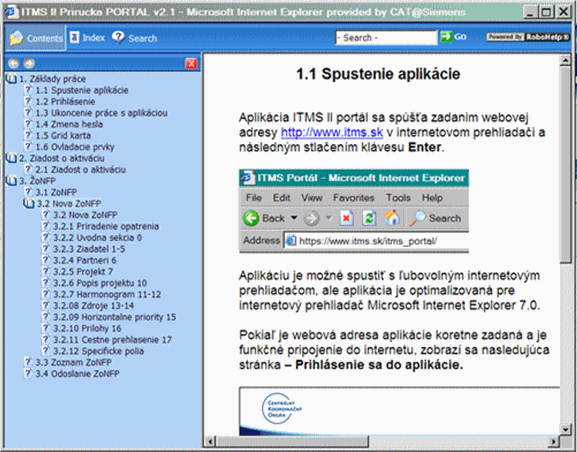 ITMS II Prirucka PORTAL v2.1 - Microsoft Internet Explorer provided by CAT@Siemens
Contents Index Search - Search - GO Powered By RoboHelp
1. Základy práce
1.1 Spustenie aplikácie
1.2 Prihlásenie
1.3 Ukoncenie práce s aplikáciou
1.4 Zmena hesla
1.5 Grid karta
1.6 Ovladacie prvky
2. Ziadost o aktiváciu
2.1 Ziadost o aktiváciu
3. ŽoNFP
3.1 ZoNFP
3.2 Nova ZoNFP
3.2 Nova ZoNFP
3.2.1 Priradenie opatrenia
3.2.2 Uvodna sekcia 0
3.2.3 Ziadatel 1-5
3.2.4 Partneri 6
3.2.5 Projekt 7
3.2.6 Popis projektu 10
3.2.7 Harmonogram 11-12
3.2.08 Zdroje 13-14
3.2.09 Horizontalne priority 15
3.2.10 Prilohy 16
3.2.11 Cestne prehlasenie 17
3.2.12 Specificke polia
3.3 Zoznam ZoNFP
3.4 Odoslanie ZoNFP
1.1 Spustenie aplikácie
Aplikácia ITMS II portál sa spúšťa zadaním webovej
adresy http://www.itms.sk v internetovom prehliadači a
následným stlačením klávesu Enter.
ITMS Portál - Microsoft Internet Explorer
File Edit View Favorites Tools Help
Back Search
Address https://www.itms.sk/itms_portal/
Aplikáciu je možné spustiť s ľubovolným internetovým
prehliadačom, ale aplikácia je optimalizovaná pre
internetový prehliadač Microsoft Internet Explorer 7.0.
Pokiaľ je webová adresa aplikácie koretne zadaná a je
funkčné pripojenie do internetu, zobrazí sa nasledujúca
stránka – Prihlásenie sa do aplikácie.
CENTRÁLNY
KOORDINAČNÝ
ORGÁN